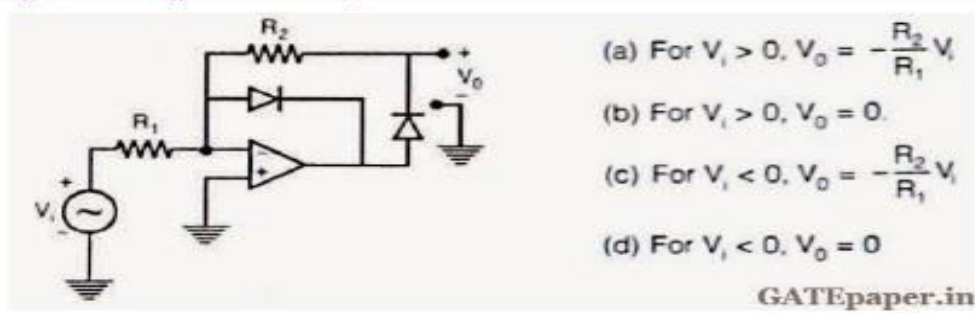 R₂
(a) For Vᵢ > 0, V₀ = -R₂/R₁ Vᵢ
+
V₀
-
(b) For Vᵢ > 0, V₀ = 0.
R₁
-
+
(c) For Vᵢ < 0, V₀ = -R₂/R₁ Vᵢ
+
Vᵢ ~
-
(d) For Vᵢ < 0, V₀ = 0
GATEpaper.in